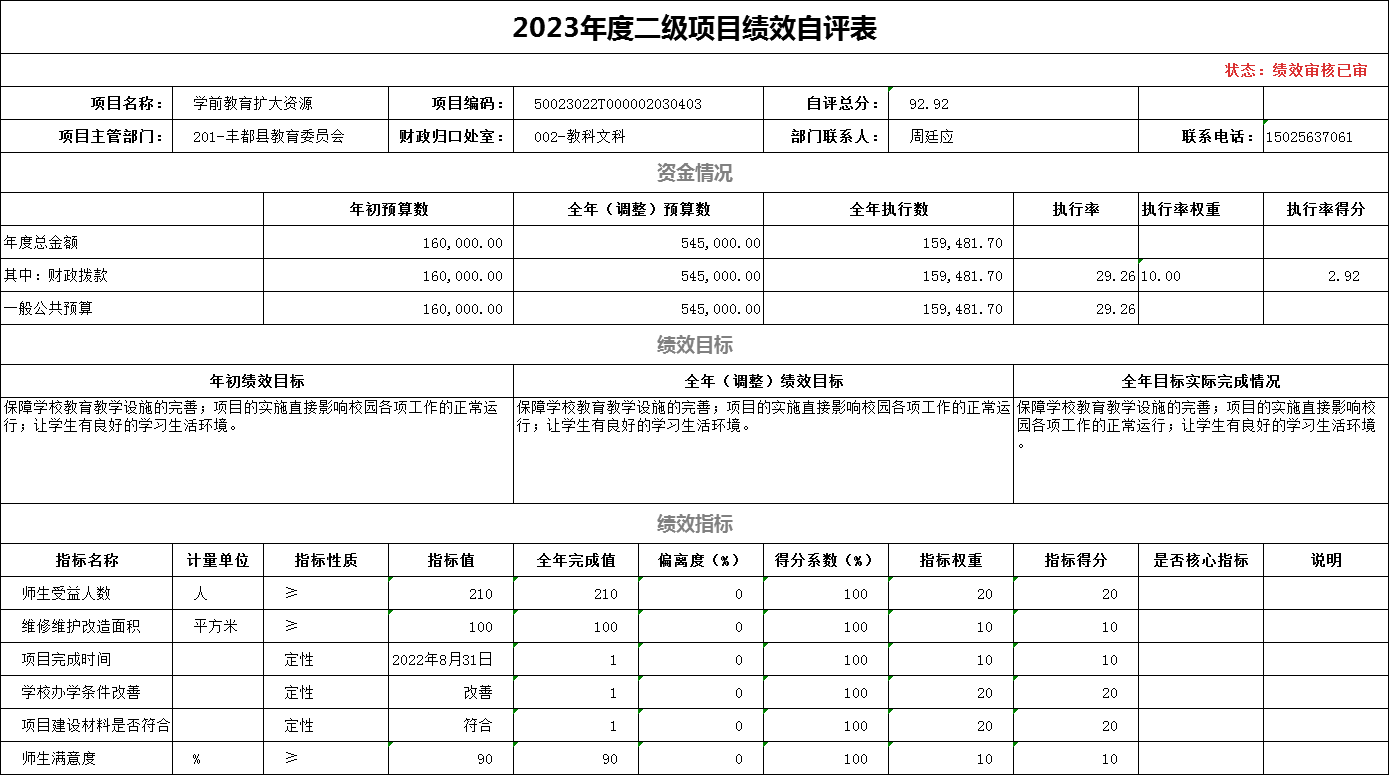 2023年度二级项目绩效自评表
状态：绩效审核已审
项目名称： 学前教育扩大资源 项目编码： 50023022T000002030403 自评总分： 92.92
项目主管部门： 201-丰都县教育委员会 财政归口处室： 002-教科文科 部门联系人： 周廷应 联系电话： 15025637061
资金情况
年初预算数 全年（调整）预算数 全年执行数 执行率 执行率权重 执行率得分
年度总金额 160,000.00 545,000.00 159,481.70
其中：财政拨款 160,000.00 545,000.00 159,481.70 29.26 10.00 2.92
一般公共预算 160,000.00 545,000.00 159,481.70 29.26
绩效目标
年初绩效目标 全年（调整）绩效目标 全年目标实际完成情况
保障学校教育教学设施的完善；项目的实施直接影响校园各项工作的正常运
行；让学生有良好的学习生活环境。
保障学校教育教学设施的完善；项目的实施直接影响校园各项工作的正常运
行；让学生有良好的学习生活环境。
保障学校教育教学设施的完善；项目的实施直接影响校
园各项工作的正常运行；让学生有良好的学习生活环境
。
绩效指标
指标名称 计量单位 指标性质 指标值 全年完成值 偏离度（%） 得分系数（%） 指标权重 指标得分 是否核心指标 说明
师生受益人数 人 ≥ 210 210 0 100 20 20
维修维护改造面积 平方米 ≥ 100 100 0 100 10 10
项目完成时间 定性 2022年8月31日 1 0 100 10 10
学校办学条件改善 定性 改善 1 0 100 20 20
项目建设材料是否符合 定性 符合 1 0 100 20 20
师生满意度 % ≥ 90 90 0 100 10 10